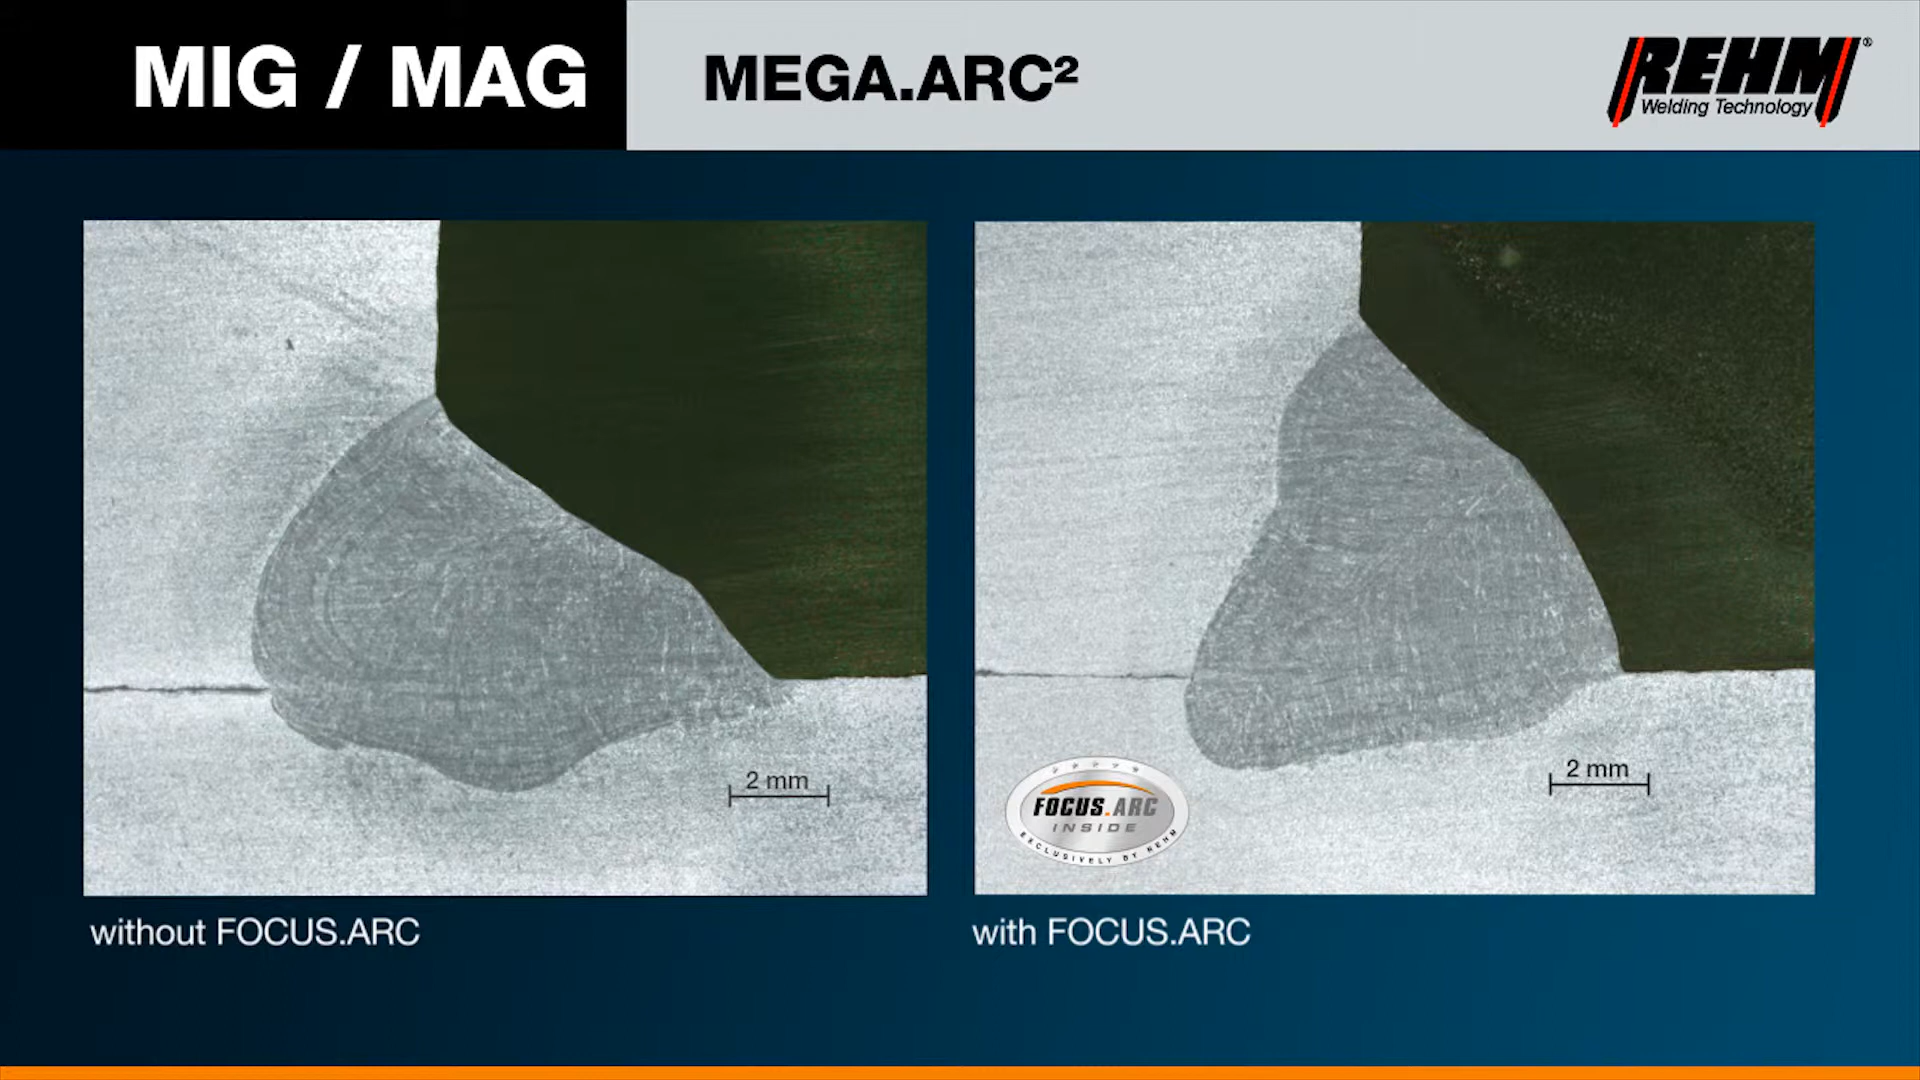 MIG / MAG
MEGA.ARC²
REHM®
Welding Technology
2 mm
2 mm
FOCUS.ARC
INSIDE
EXCLUSIVELY BY REHM
without FOCUS.ARC
with FOCUS.ARC